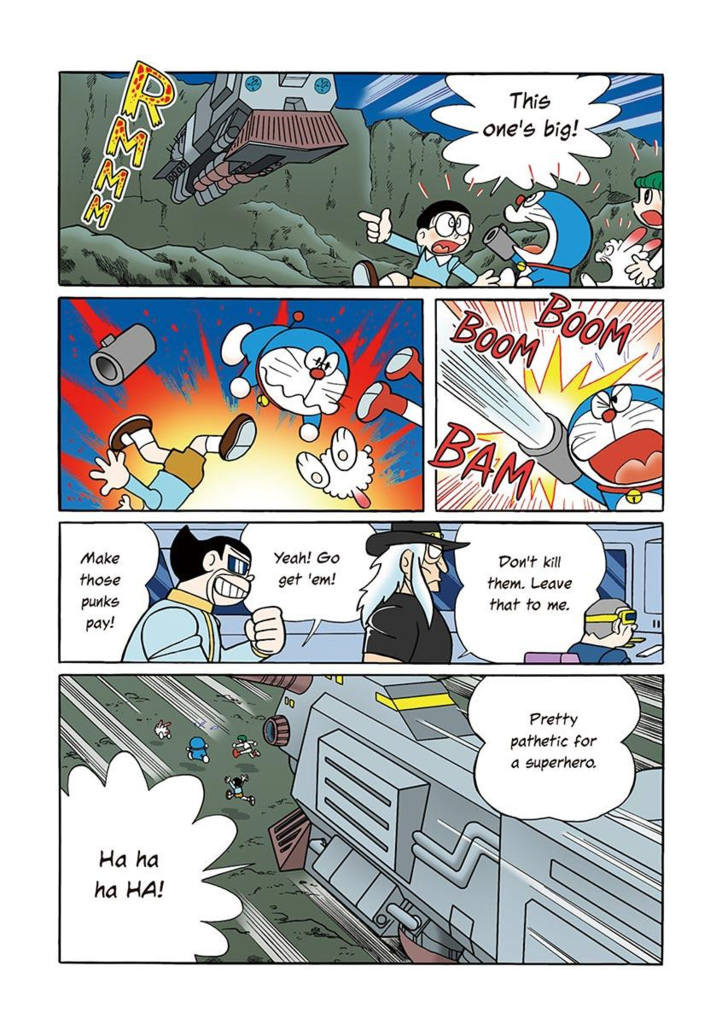 RMMM
This
one's big!
BOOM
BOOM
BAM
Make
those
punks
pay!
Yeah! Go
get 'em!
Don't kill
them. Leave
that to me.
Pretty
pathetic for
a superhero.
Ha ha
ha HA!